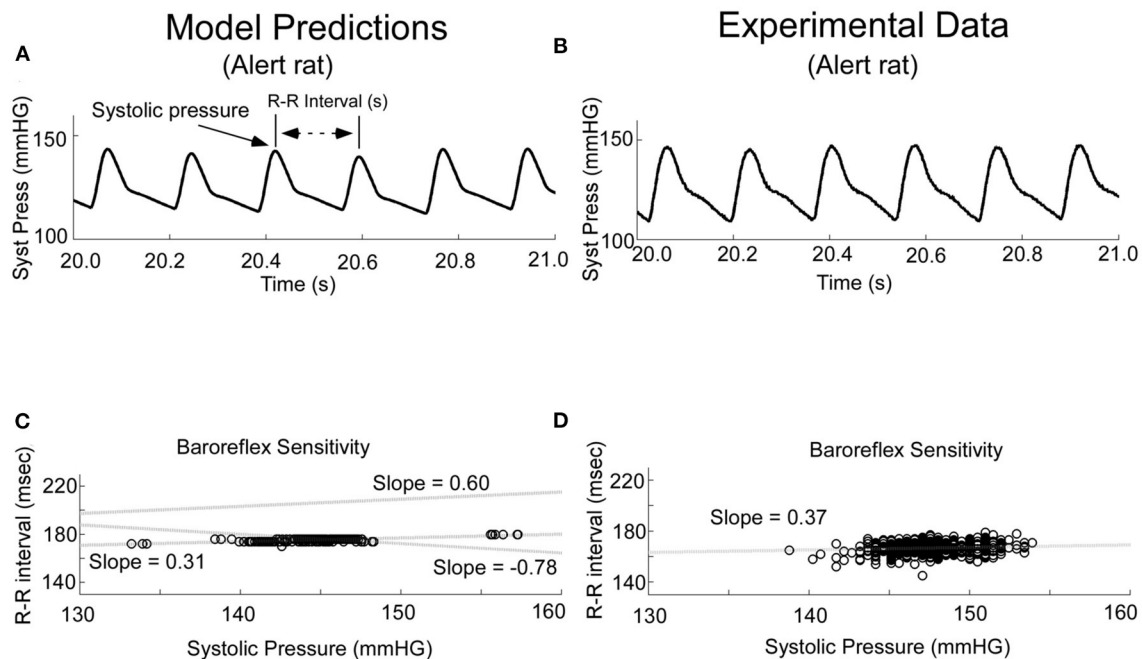 Model Predictions
(Alert rat)
Experimental Data
(Alert rat)
A
Systolic pressure
R-R Interval (s)
Syst Press (mmHG)
150
100
20.0 20.2 20.4 20.6 20.8 21.0
Time (s)
B
Syst Press (mmHG)
150
100
20.0 20.2 20.4 20.6 20.8 21.0
Time (s)
C
Baroreflex Sensitivity
R-R interval (msec)
220
180
130
Slope = 0.60
Slope = 0.31
Slope = -0.78
130 140 150 160
Systolic Pressure (mmHG)
D
Baroreflex Sensitivity
R-R interval (msec)
220
180
130
Slope = 0.37
130 140 150 160
Systolic Pressure (mmHG)